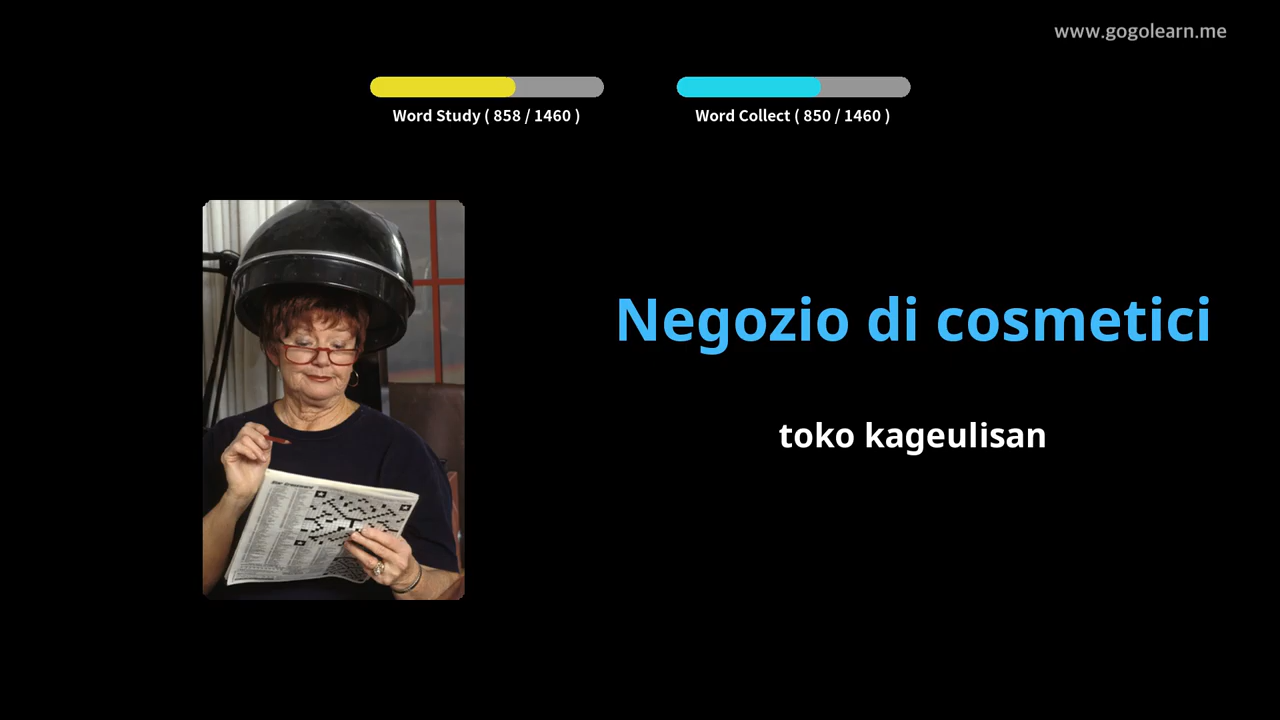 www.gogolearn.me
Word Study ( 858 / 1460 )
Word Collect ( 850 / 1460 )
Negozio di cosmetici
toko kageulisan